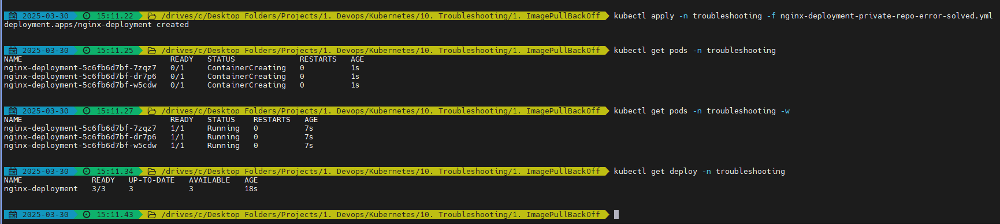 2025-03-30 15:11.22 /drives/c/Desktop Folders/Projects/1. Devops/Kubernetes/10. Troubleshooting/1. ImagePullBackOff kubectl apply -n troubleshooting -f nginx-deployment-private-repo-error-solved.yml
deployment.apps/nginx-deployment created
2025-03-30 15:11.25 /drives/c/Desktop Folders/Projects/1. Devops/Kubernetes/10. Troubleshooting/1. ImagePullBackOff kubectl get pods -n troubleshooting
NAME READY STATUS RESTARTS AGE
nginx-deployment-5c6fb6d7bf-7zqz7 0/1 ContainerCreating 0 1s
nginx-deployment-5c6fb6d7bf-dr7p6 0/1 ContainerCreating 0 1s
nginx-deployment-5c6fb6d7bf-w5cdw 0/1 ContainerCreating 0 1s
2025-03-30 15:11.27 /drives/c/Desktop Folders/Projects/1. Devops/Kubernetes/10. Troubleshooting/1. ImagePullBackOff kubectl get pods -n troubleshooting -w
NAME READY STATUS RESTARTS AGE
nginx-deployment-5c6fb6d7bf-7zqz7 1/1 Running 0 7s
nginx-deployment-5c6fb6d7bf-dr7p6 1/1 Running 0 7s
nginx-deployment-5c6fb6d7bf-w5cdw 1/1 Running 0 7s
2025-03-30 15:11.34 /drives/c/Desktop Folders/Projects/1. Devops/Kubernetes/10. Troubleshooting/1. ImagePullBackOff kubectl get deploy -n troubleshooting
NAME READY UP-TO-DATE AVAILABLE AGE
nginx-deployment 3/3 3 3 18s
2025-03-30 15:11.43 /drives/c/Desktop Folders/Projects/1. Devops/Kubernetes/10. Troubleshooting/1. ImagePullBackOff